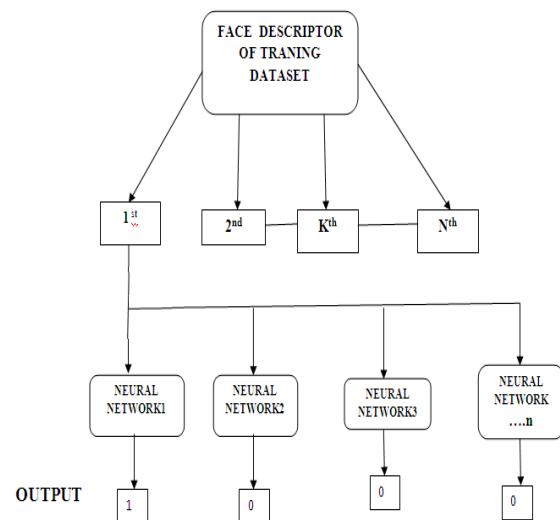 FACE DESCRIPTOR
OF TRANING
DATASET
1st
2nd
Kth
Nth
NEURAL
NETWORK1
NEURAL
NETWORK2
NEURAL
NETWORK3
NEURAL
NETWORK
....n
OUTPUT
1
0
0
0